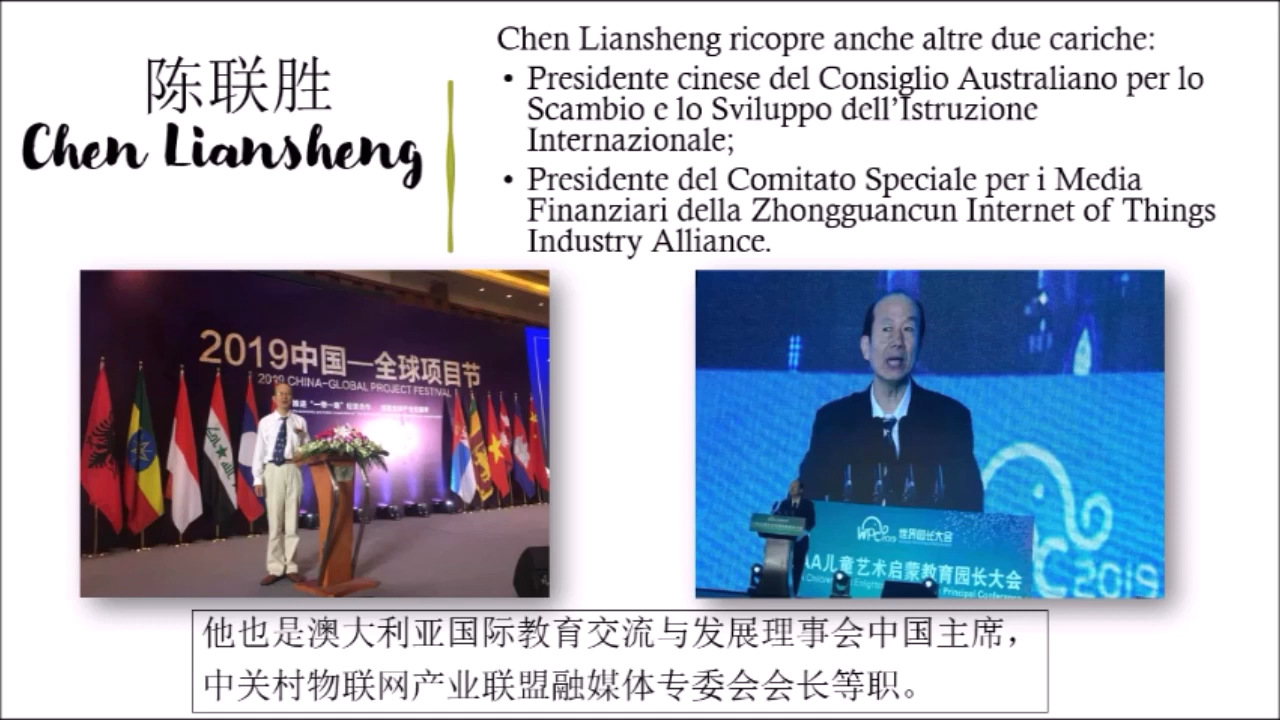 陈联胜
Chen Liansheng
Chen Liansheng ricopre anche altre due cariche:
• Presidente cinese del Consiglio Australiano per lo
Scambio e lo Sviluppo dell’Istruzione
Internazionale;
• Presidente del Comitato Speciale per i Media
Finanziari della Zhongguancun Internet of Things
Industry Alliance.
2019中国—全球项目节
2019 CHINA-GLOBAL PROJECT FESTIVAL
WPC2019 世界园长大会
AA儿童艺术启蒙教育园长大会
Principal Conference
C2019
他也是澳大利亚国际教育交流与发展理事会中国主席，
中关村物联网产业联盟融媒体专委会会长等职。